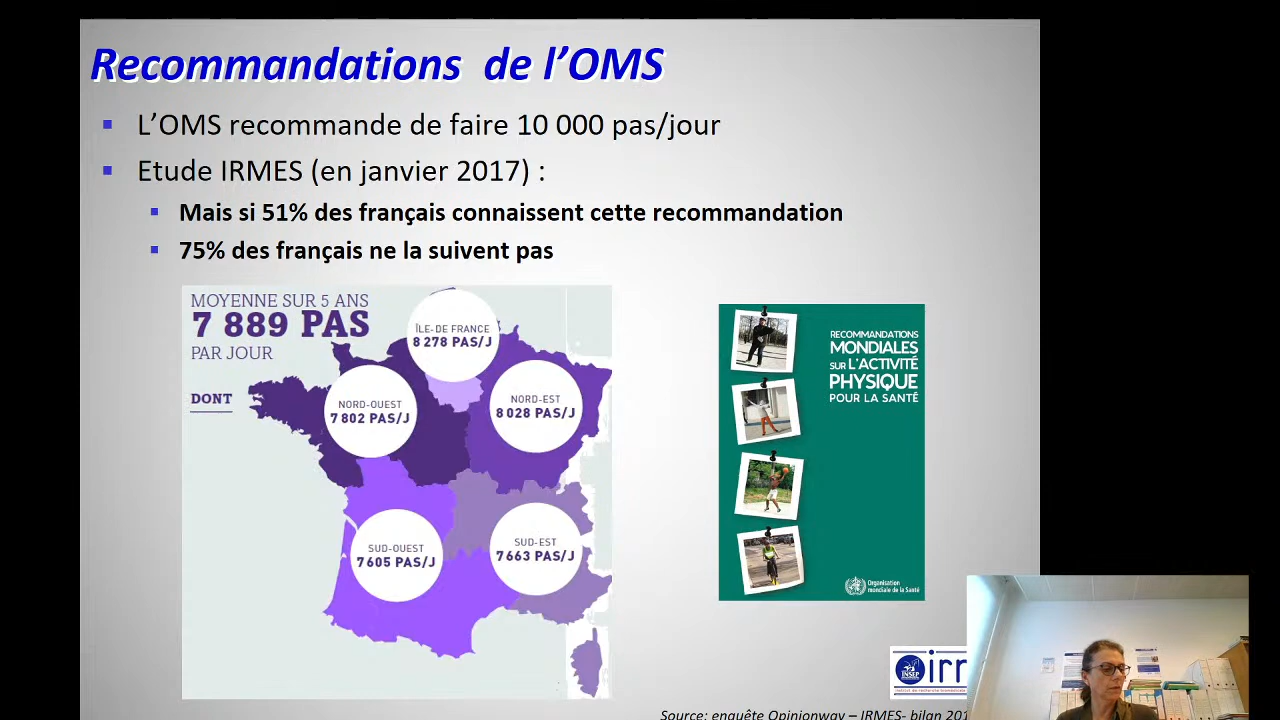 Recommandations de l'OMS
L'OMS recommande de faire 10 000 pas/jour
Etude IRMES (en janvier 2017) :
Mais si 51% des français connaissent cette recommandation
75% des français ne la suivent pas
MOYENNE SUR 5 ANS
7 889 PAS
PAR JOUR
DONT
ÎLE-DE FRANCE
8 278 PAS/J
NORD-OUEST
7 802 PAS/J
NORD-EST
8 028 PAS/J
SUD-OUEST
7 605 PAS/J
SUD-EST
7 663 PAS/J
RECOMMANDATIONS
MONDIALES
SUR L'ACTIVITÉ
PHYSIQUE
POUR LA SANTÉ
Organisation
mondiale de la Santé
INSEP
Source: enquête Opinionway – IRMES- bilan